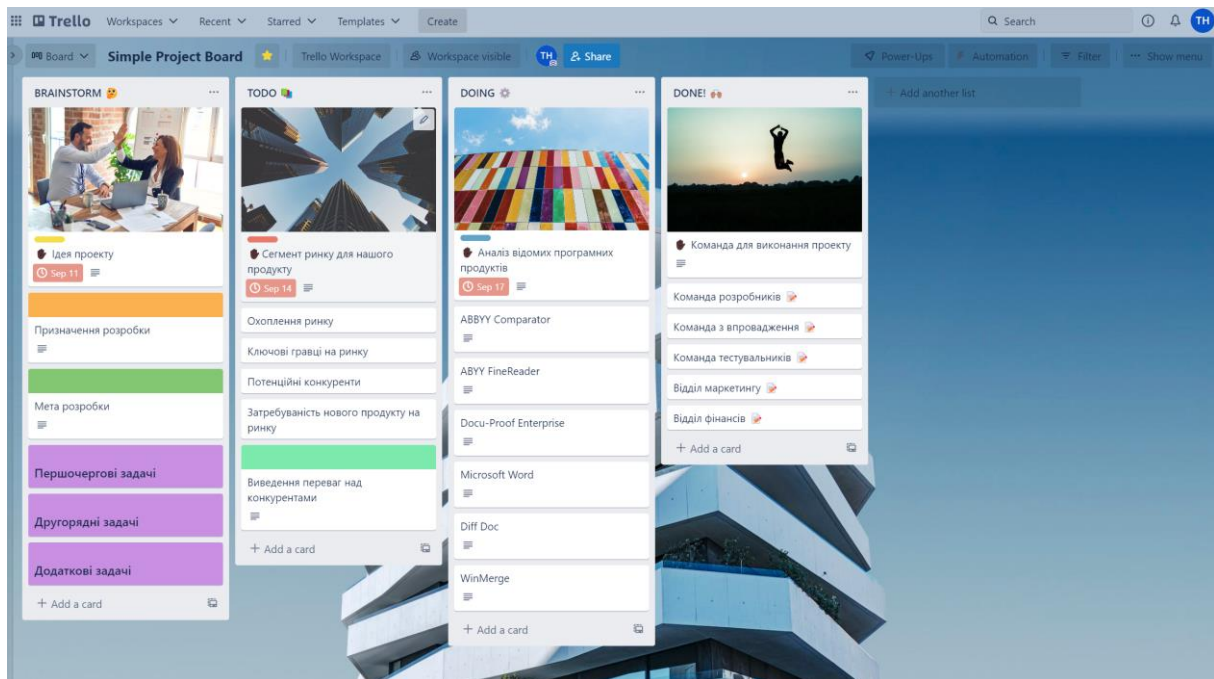 Trello Workspaces Recent Starred Templates Create Search TH
Board Simple Project Board Trello Workspace Workspace visible TH Share Power-Ups Automation Filter ··· Show menu
BRAINSTORM 🤔 ···
Ідея проекту
Sep 11
Призначення розробки
Мета розробки
Першочергові задачі
Другорядні задачі
Додаткові задачі
+ Add a card
TODO 📚 ···
Сегмент ринку для нашого
продукту
Sep 14
Охоплення ринку
Ключові гравці на ринку
Потенційні конкуренти
Затребуваність нового продукту на
ринку
Виведення переваг над
конкурентами
+ Add a card
DOING ⚙️ ···
Аналіз відомих програмних
продуктів
Sep 17
ABBYY Comparator
ABYY FineReader
Docu-Proof Enterprise
Microsoft Word
Diff Doc
WinMerge
+ Add a card
DONE! 🙌🏽 ···
Команда для виконання проекту
Команда розробників 📝
Команда з впровадження 📝
Команда тестувальників 📝
Відділ маркетингу 📝
Відділ фінансів 📝
+ Add a card
+ Add another list